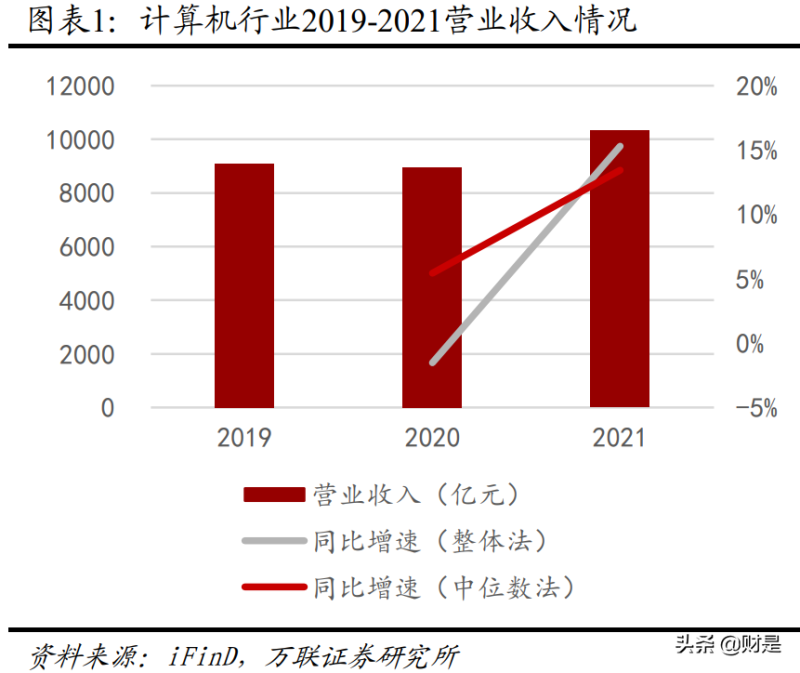 图表1：计算机行业2019-2021营业收入情况
12000 20%
10000 15%
8000 10%
6000 5%
4000 0%
2000 -5%
0
2019 2020 2021
营业收入（亿元）
同比增速（整体法）
同比增速（中位数法）
资料来源：iFinD，万联证券研究所
头条 @财是